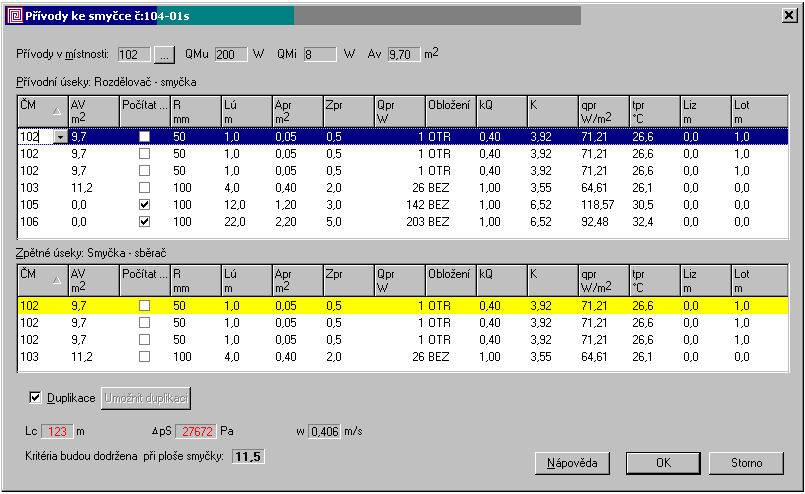 Přívody ke smyčce č:104-01s
Přívody v místnosti: 102 ... QMu 200 W QMi 8 W Av 9,70 m2
Přívodní úseky: Rozdělovač - smyčka
ČM AV m2 Počítat ... R mm Lú m Apr m2 Zpr Qpr W Obložení kQ K qpr W/m2 tpr °C Liz m Lot m
102 9,7 50 1,0 0,05 0,5 1 OTR 0,40 3,92 71,21 26,6 0,0 1,0
102 9,7 50 1,0 0,05 0,5 1 OTR 0,40 3,92 71,21 26,6 0,0 1,0
102 9,7 50 1,0 0,05 0,5 1 OTR 0,40 3,92 71,21 26,6 0,0 1,0
103 11,2 100 4,0 0,40 2,0 26 BEZ 1,00 3,55 64,61 26,1 0,0 0,0
105 0,0 100 12,0 1,20 3,0 142 BEZ 1,00 6,52 118,57 30,5 0,0 0,0
106 0,0 100 22,0 2,20 5,0 203 BEZ 1,00 6,52 92,48 32,4 0,0 0,0
Zpětné úseky: Smyčka - sběrač
ČM AV m2 Počítat ... R mm Lú m Apr m2 Zpr Qpr W Obložení kQ K qpr W/m2 tpr °C Liz m Lot m
102 9,7 50 1,0 0,05 0,5 1 OTR 0,40 3,92 71,21 26,6 0,0 1,0
102 9,7 50 1,0 0,05 0,5 1 OTR 0,40 3,92 71,21 26,6 0,0 1,0
102 9,7 50 1,0 0,05 0,5 1 OTR 0,40 3,92 71,21 26,6 0,0 1,0
103 11,2 100 4,0 0,40 2,0 26 BEZ 1,00 3,55 64,61 26,1 0,0 0,0
Duplikace Umožnit duplikaci
Lc 123 m ΔpS 27672 Pa w 0,406 m/s
Kritéria budou dodržena při ploše smyčky: 11,5
Nápověda OK Storno